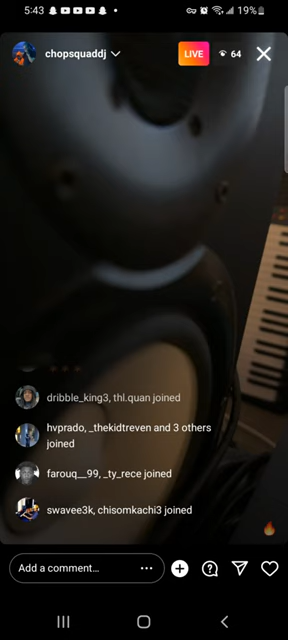 5:43
19%
chopsquaddj
LIVE
64
dribble_king3, thl.quan joined
hvprado, _thekidtreven and 3 others
joined
farouq__99, _ty_rece joined
swavee3k, chisomkachi3 joined
Add a comment...